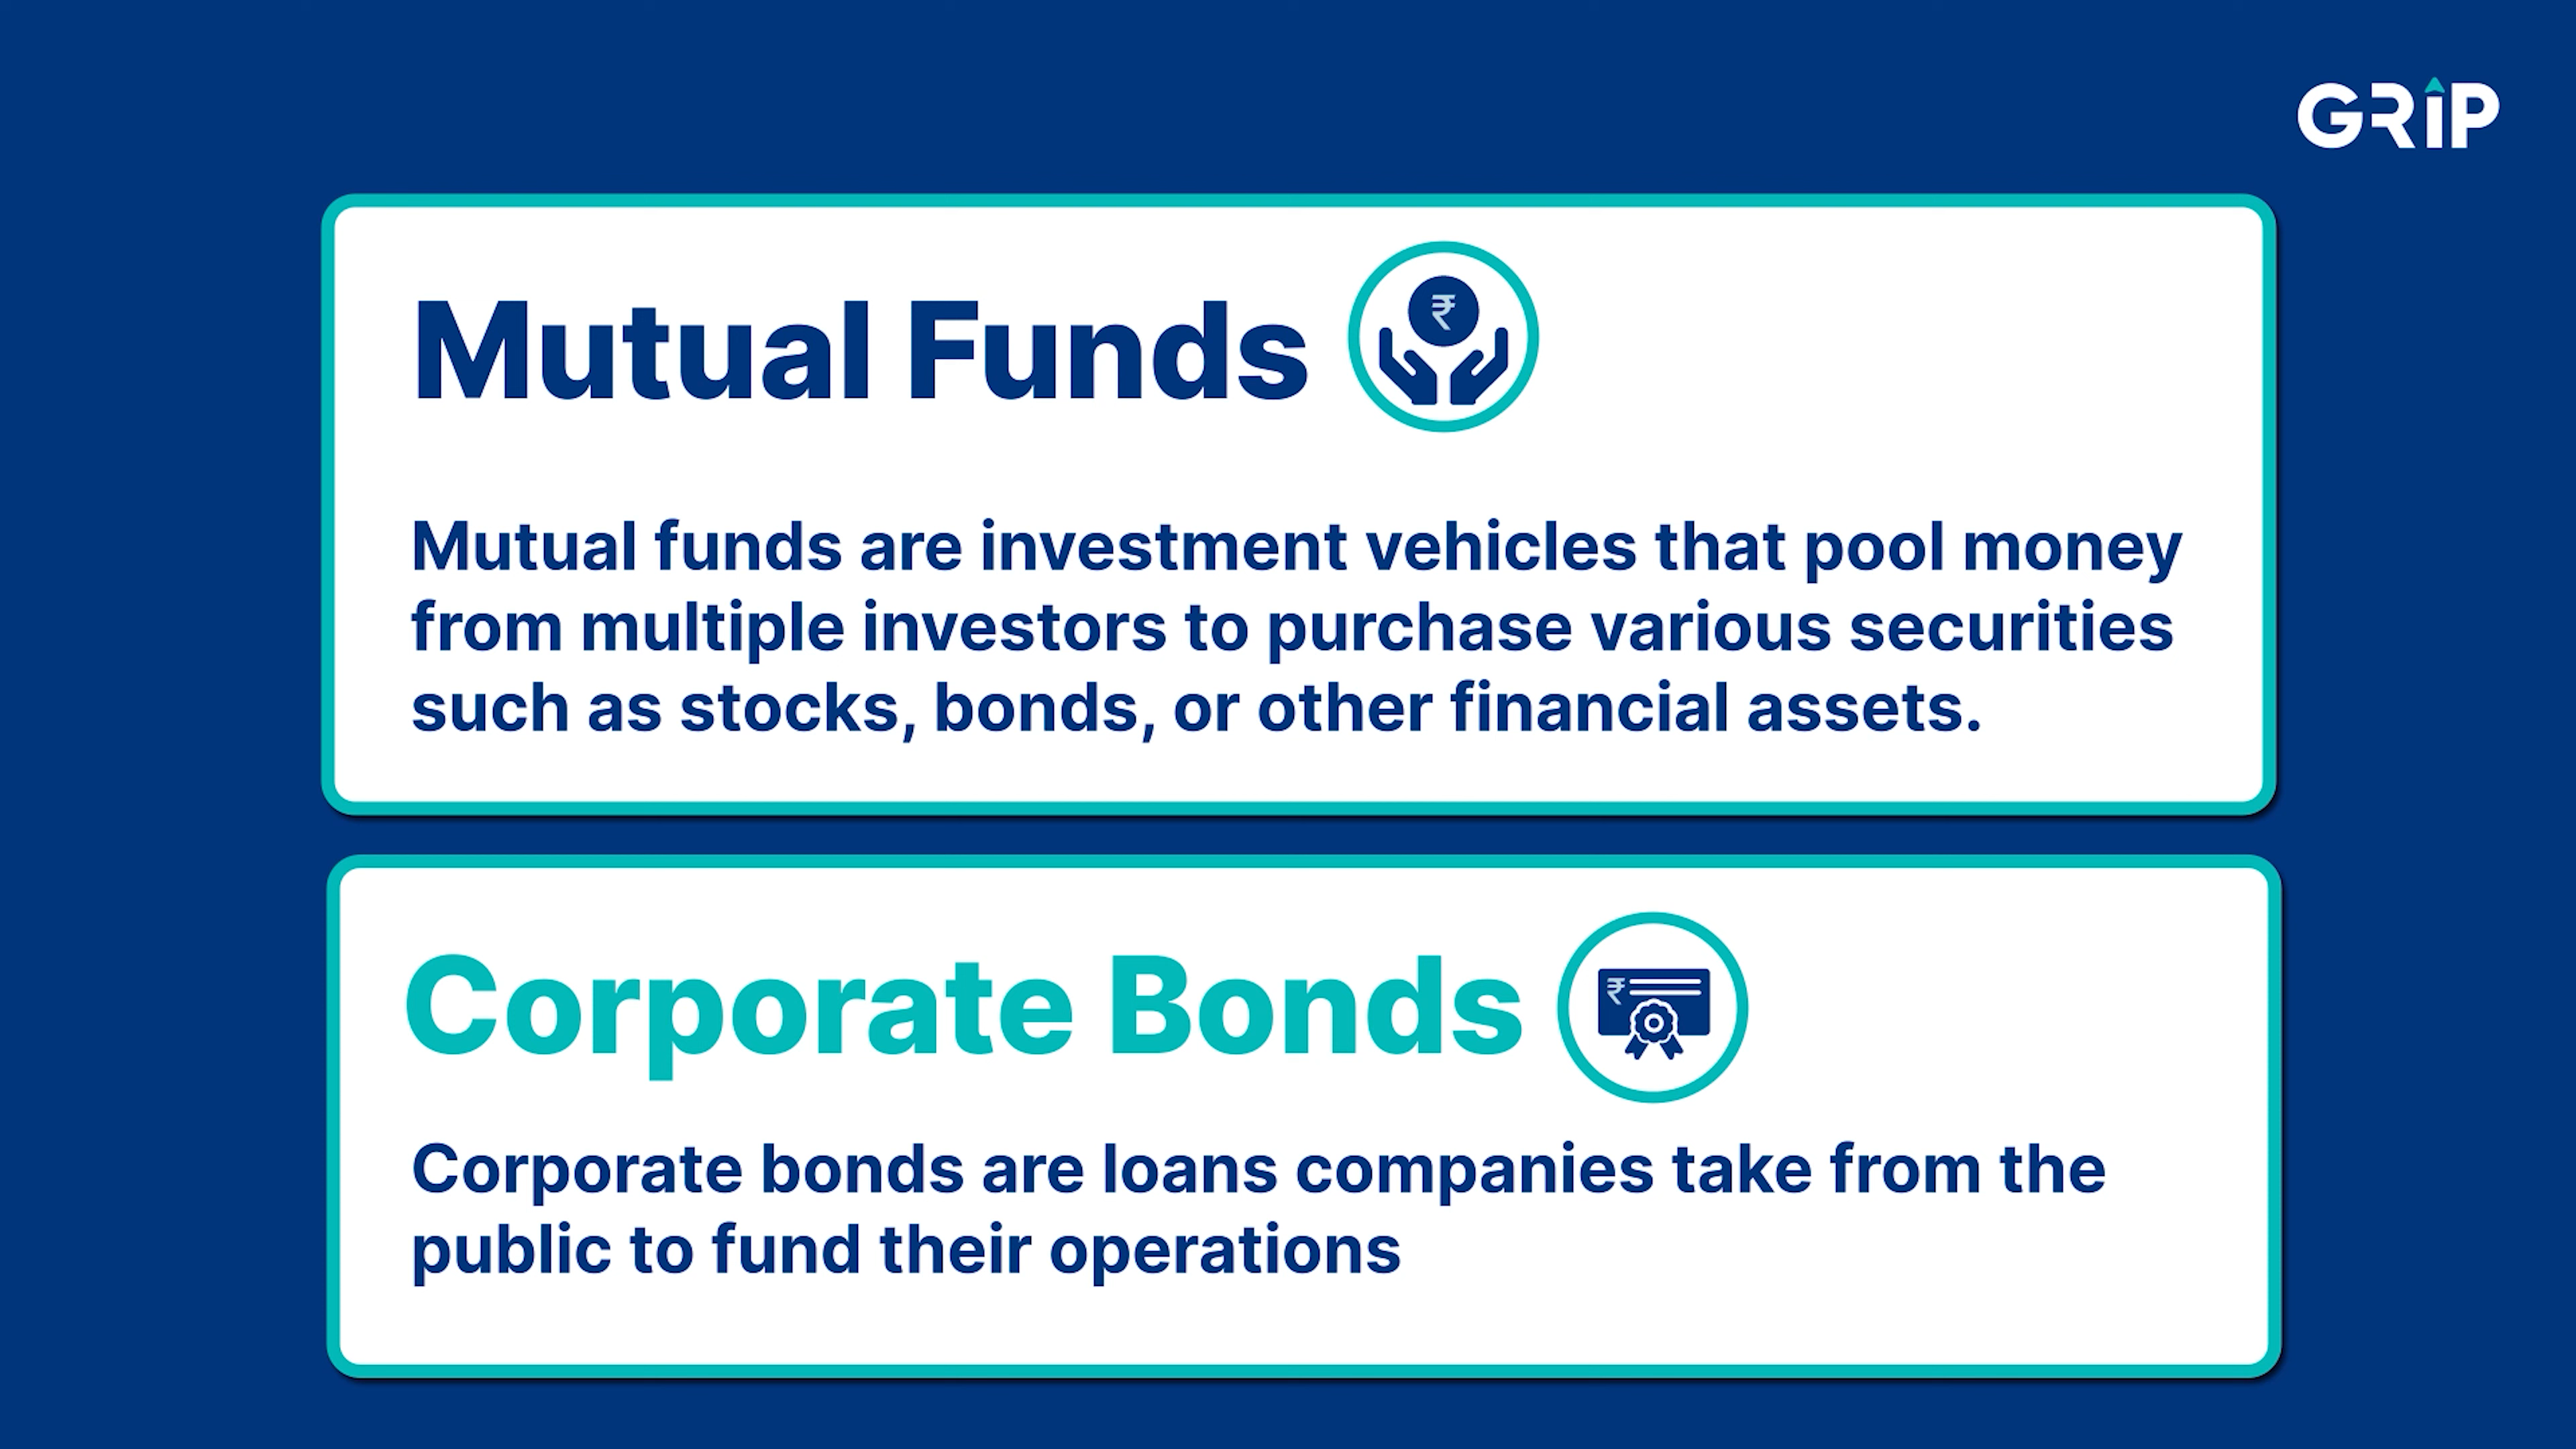 GRIP
Mutual Funds
₹
Mutual funds are investment vehicles that pool money
from multiple investors to purchase various securities
such as stocks, bonds, or other financial assets.
Corporate Bonds
₹
Corporate bonds are loans companies take from the
public to fund their operations